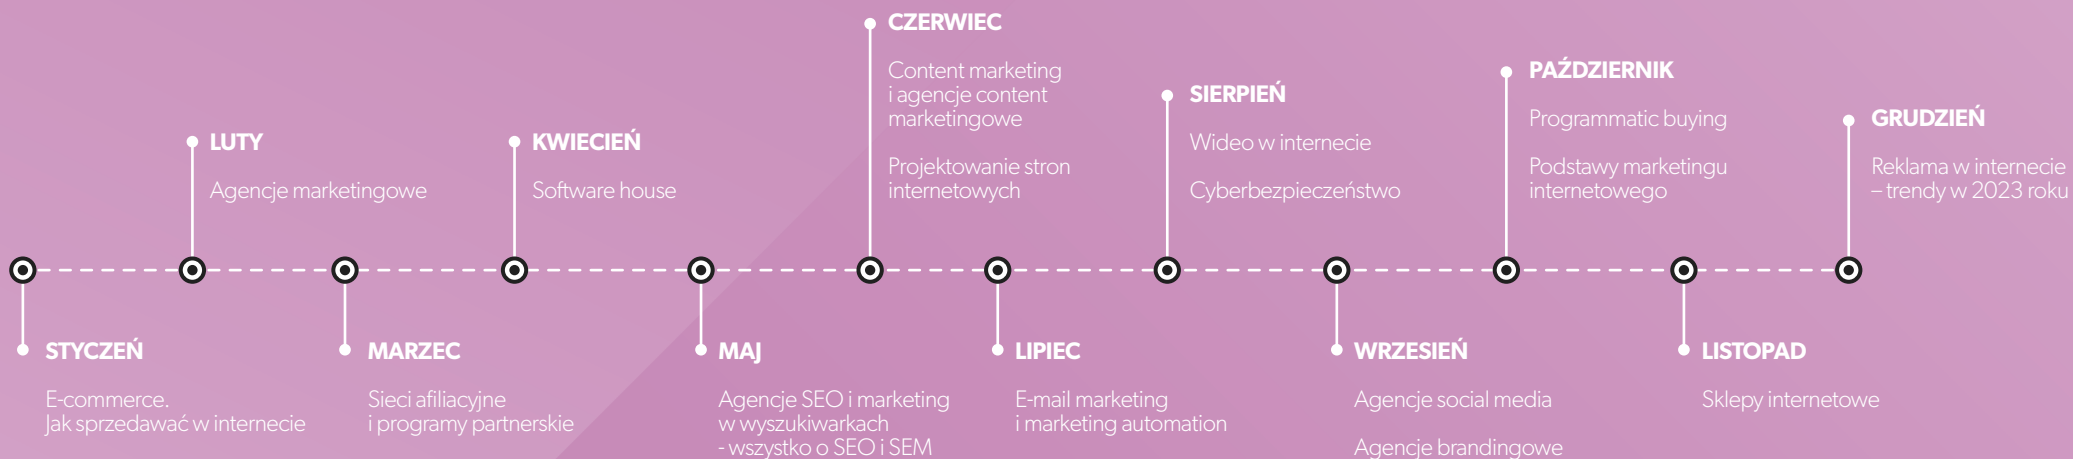 CZERWIEC
Content marketing
i agencje content
marketingowe
Projektowanie stron
internetowych
SIERPIEŃ
Wideo w internecie
Cyberbezpieczeństwo
PAŹDZIERNIK
Programmatic buying
Podstawy marketingu
internetowego
GRUDZIEŃ
Reklama w internecie
– trendy w 2023 roku
LUTY
Agencje marketingowe
KWIECIEŃ
Software house
STYCZEŃ
E-commerce.
Jak sprzedawać w internecie
MARZEC
Sieci afiliacyjne
i programy partnerskie
MAJ
Agencje SEO i marketing
w wyszukiwarkach
- wszystko o SEO i SEM
LIPIEC
E-mail marketing
i marketing automation
WRZESIEŃ
Agencje social media
Agencje brandingowe
LISTOPAD
Sklepy internetowe